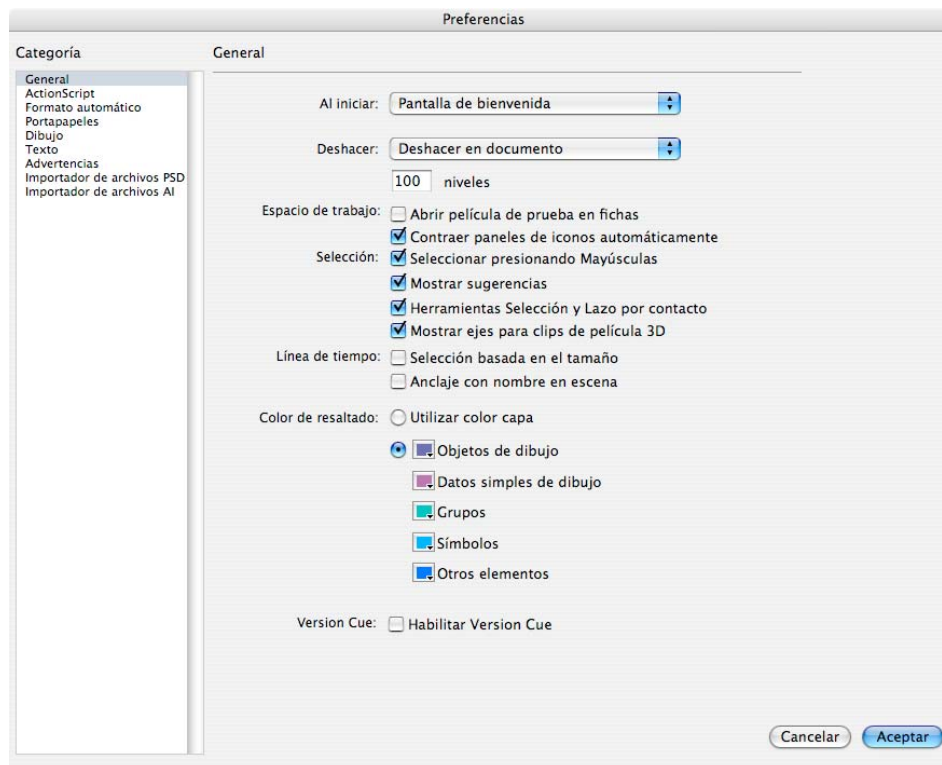 Preferencias
Categoría
General
ActionScript
Formato automático
Portapapeles
Dibujo
Texto
Advertencias
Importador de archivos PSD
Importador de archivos AI
General
Al iniciar: Pantalla de bienvenida
Deshacer: Deshacer en documento
100 niveles
Espacio de trabajo: Abrir película de prueba en fichas
Contraer paneles de iconos automáticamente
Selección: Seleccionar presionando Mayúsculas
Mostrar sugerencias
Herramientas Selección y Lazo por contacto
Mostrar ejes para clips de película 3D
Línea de tiempo: Selección basada en el tamaño
Anclaje con nombre en escena
Color de resaltado: Utilizar color capa
Objetos de dibujo
Datos simples de dibujo
Grupos
Símbolos
Otros elementos
Version Cue: Habilitar Version Cue
Cancelar Aceptar